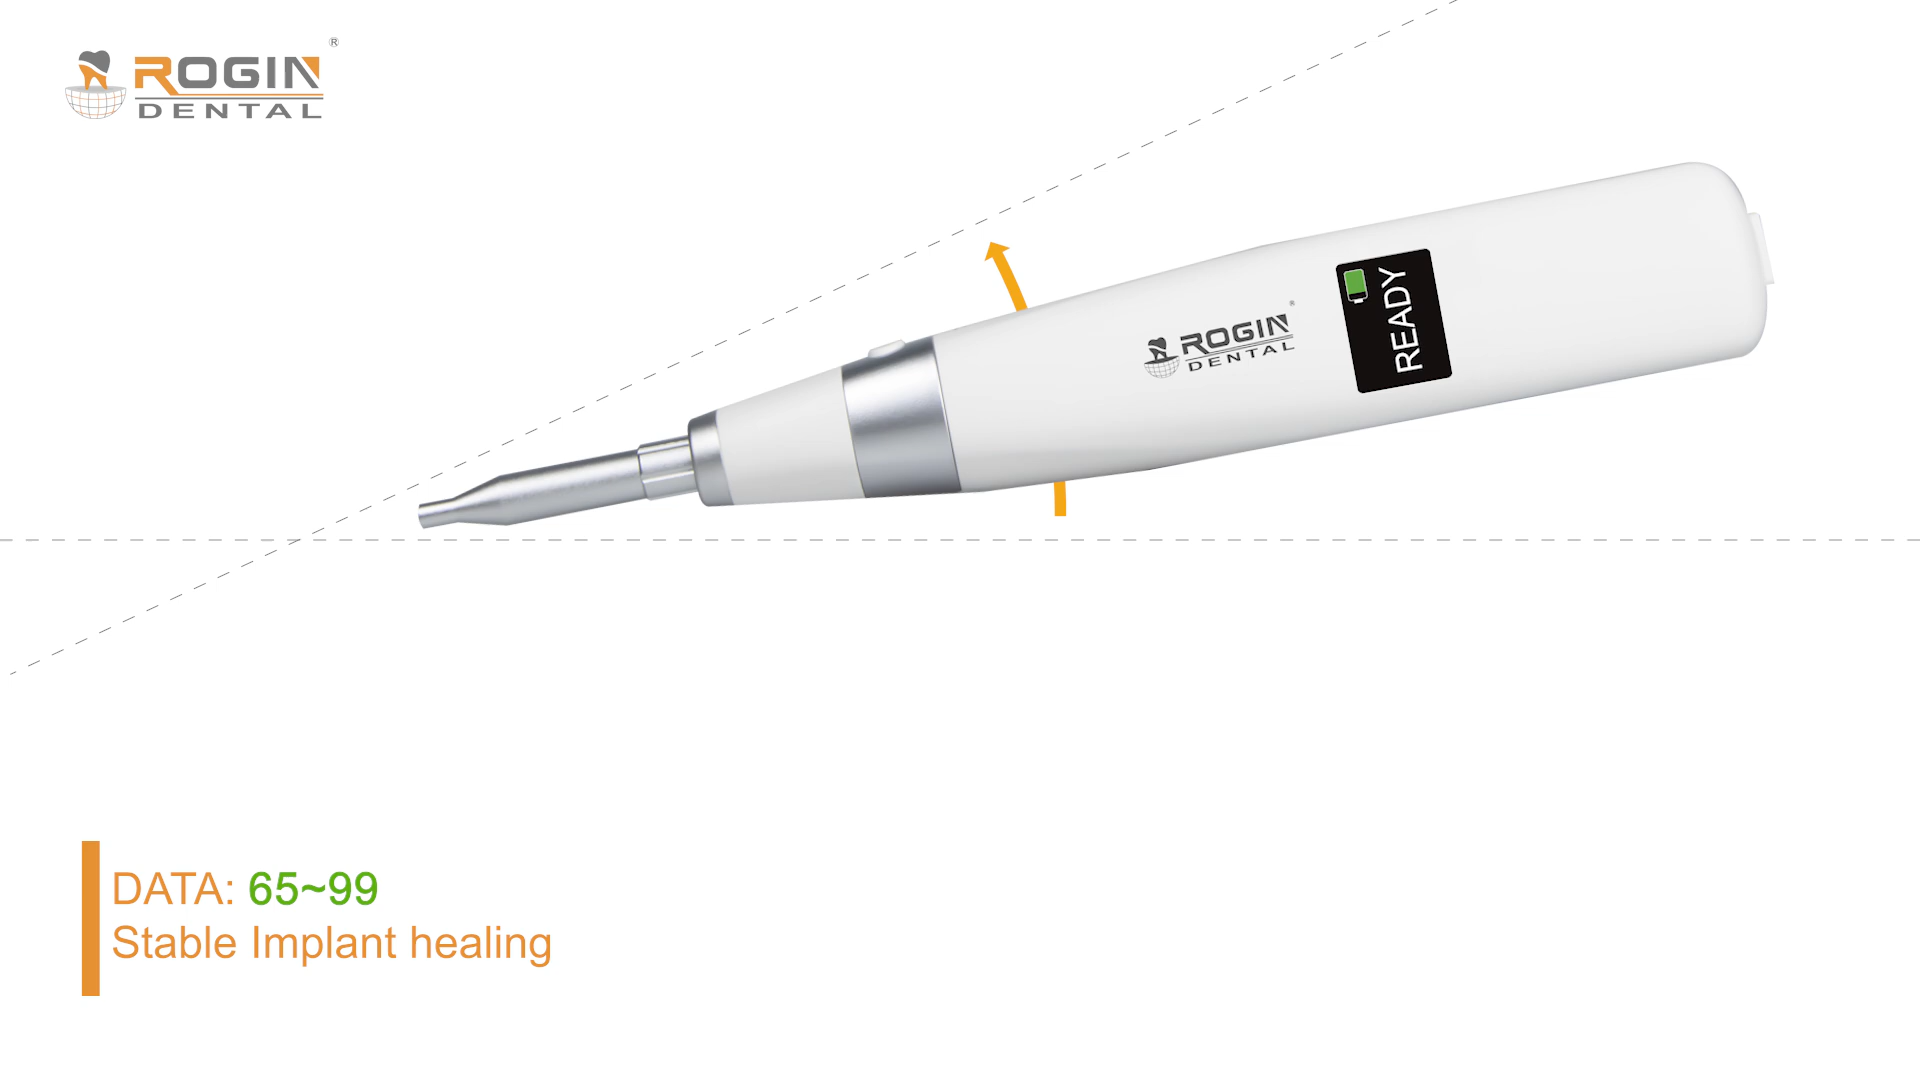 ROGIN®
DENTAL
ROGIN®
DENTAL
READY
DATA: 65~99
Stable Implant healing